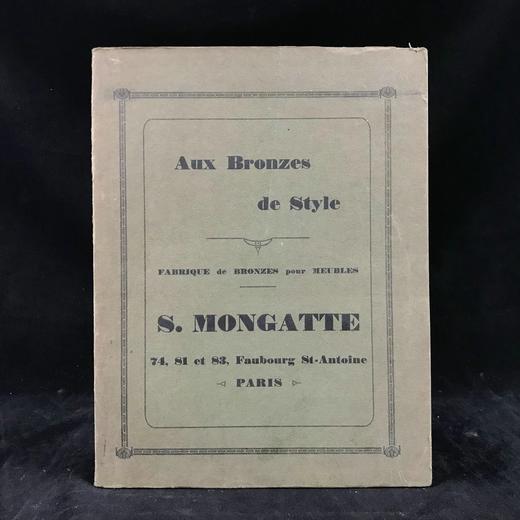 Aux Bronzes
de Style
FABRIQUE de BRONZES pour MEUBLES
S. MONGATTE
74, 81 et 83, Faubourg St-Antoine
PARIS